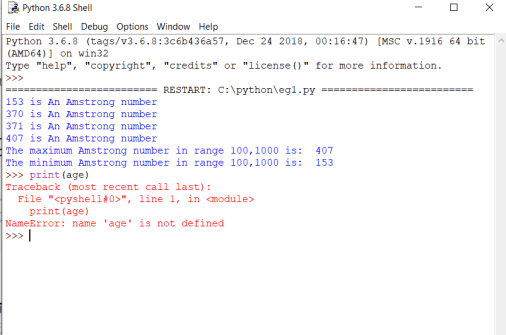 Python 3.6.8 Shell
File Edit Shell Debug Options Window Help
Python 3.6.8 (tags/v3.6.8:3c6b436a57, Dec 24 2018, 00:16:47) [MSC v.1916 64 bit
(AMD64)] on win32
Type "help", "copyright", "credits" or "license()" for more information.
>>>
========================= RESTART: C:\python\eg1.py =========================
153 is An Amstrong number
370 is An Amstrong number
371 is An Amstrong number
407 is An Amstrong number
The maximum Amstrong number in range 100,1000 is:  407
The minimum Amstrong number in range 100,1000 is:  153
>>> print(age)
Traceback (most recent call last):
  File "<pyshell#0>", line 1, in <module>
    print(age)
NameError: name 'age' is not defined
>>>